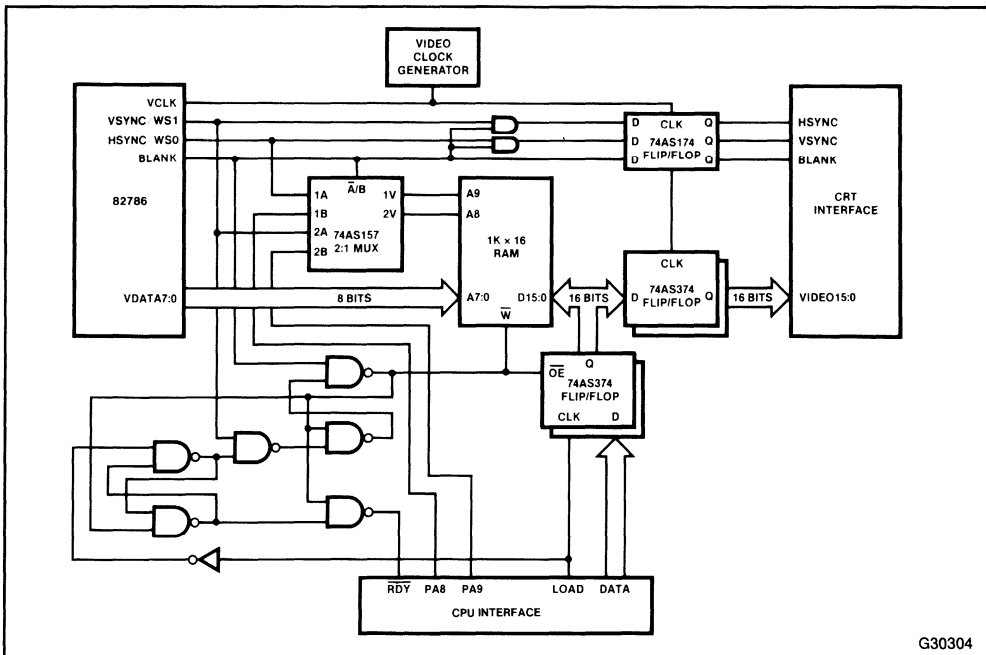 VIDEO
CLOCK
GENERATOR
VCLK
VSYNC/WS1
HSYNC WS0
BLANK
82786
VDATA7:0
A̅/B
1A
1B
2A
2B
1V
2V
74AS157
2:1 MUX
A9
A8
1K × 16
RAM
A7:0
D15:0
W̅
8 BITS
16 BITS
D
D
D
CLK
74AS174
FLIP/FLOP
Q
Q
Q
CLK
D
74AS374
FLIP/FLOP
Q
16 BITS
HSYNC
VSYNC
BLANK
CRT
INTERFACE
VIDEO15:0
Q
O̅E̅
74AS374
FLIP/FLOP
CLK
D
R̅D̅Y̅
PA8
PA9
LOAD
DATA
CPU INTERFACE
G30304